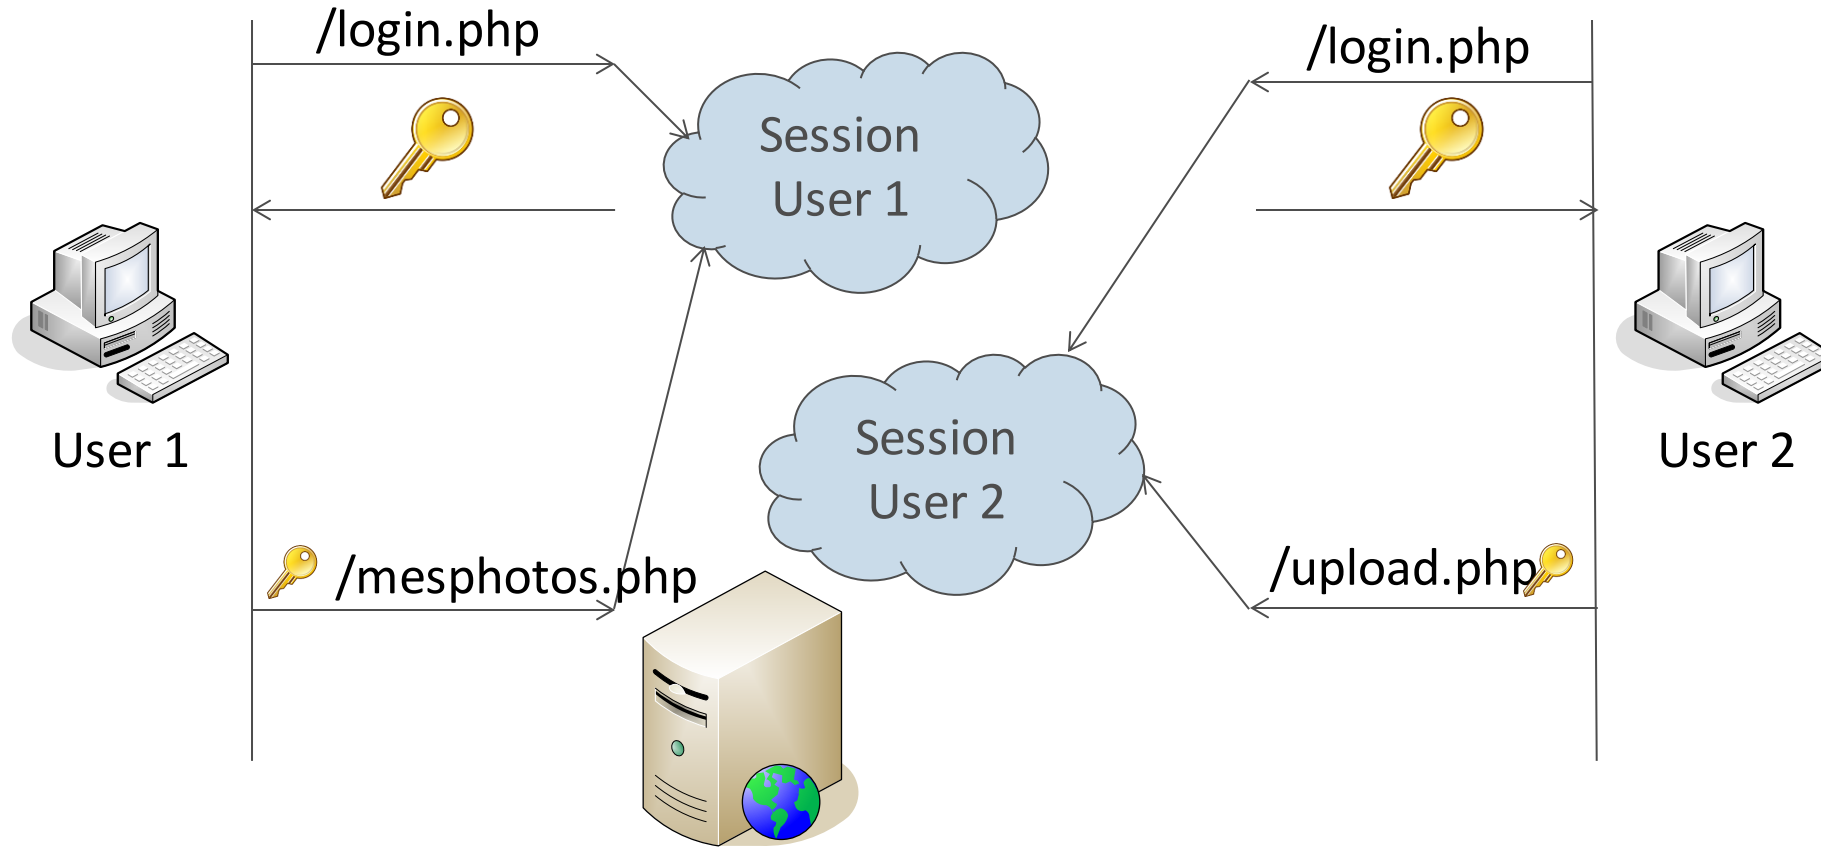 /login.php
/login.php
Session
User 1
User 1
Session
User 2
User 2
/mesphotos.php
/upload.php